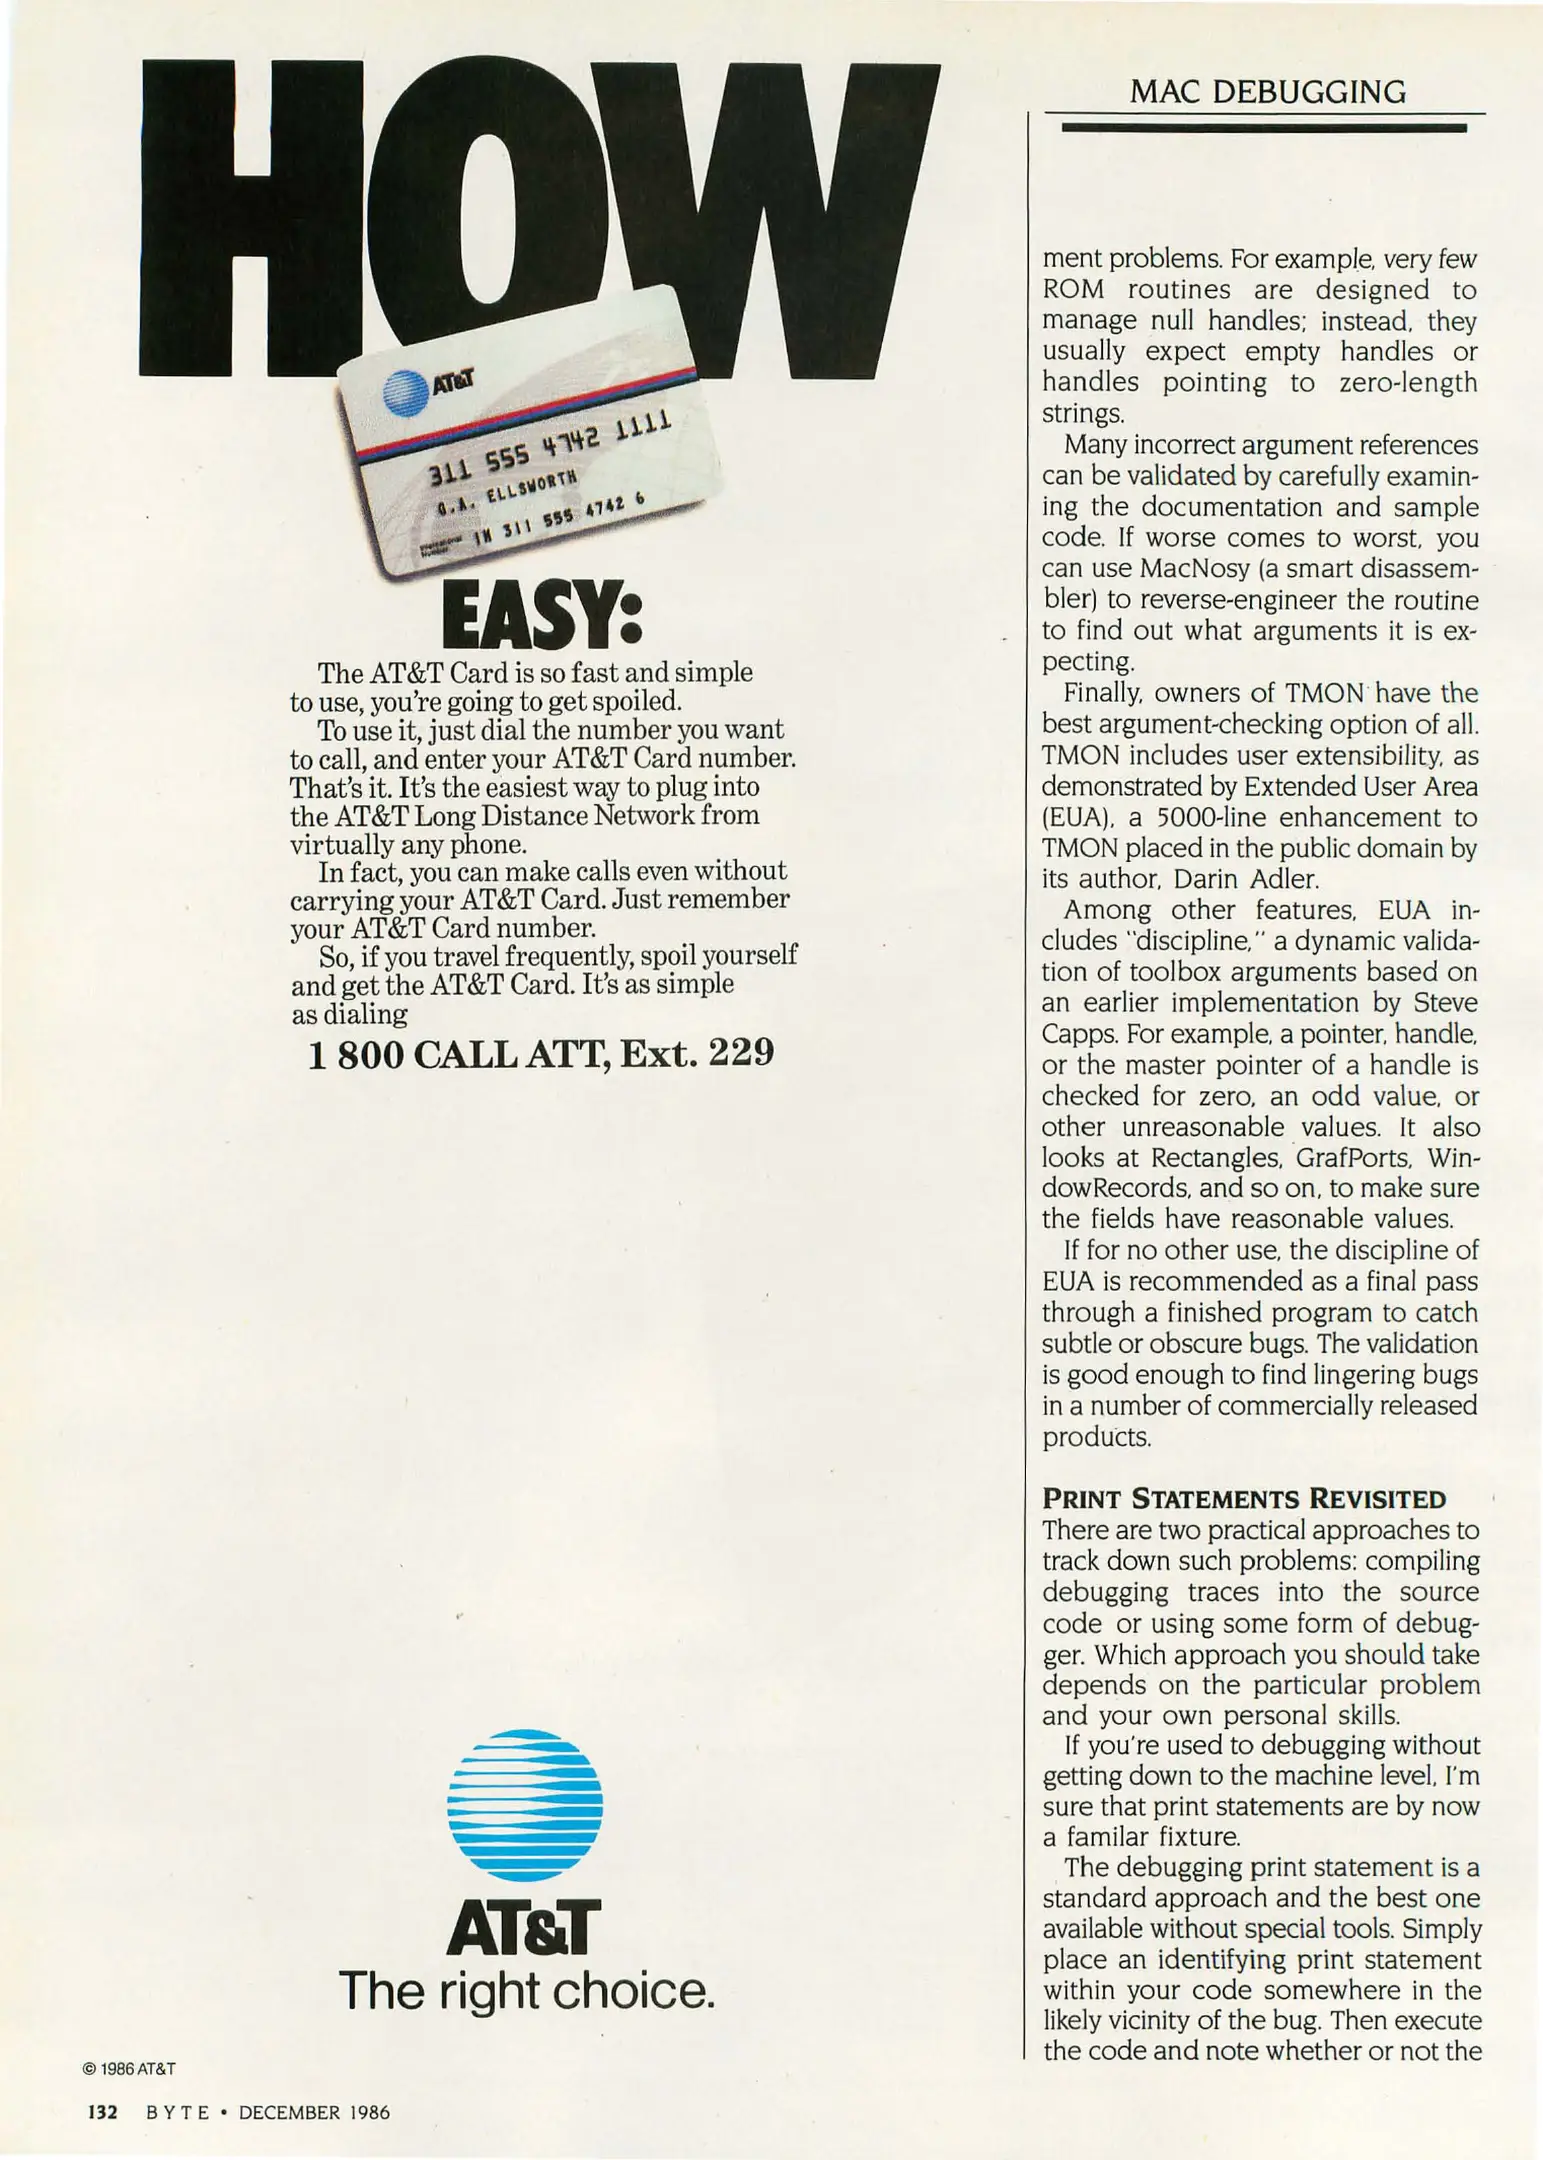 HOW
AT&T
311 555 4742 1111
ELLSWORTH
International
Number
IN 311 555 4742 6
EASY:
The AT&T Card is so fast and simple
to use, you're going to get spoiled.
To use it, just dial the number you want
to call, and enter your AT&T Card number.
That's it. It's the easiest way to plug into
the AT&T Long Distance Network from
virtually any phone.
In fact, you can make calls even without
carrying your AT&T Card. Just remember
your AT&T Card number.
So, if you travel frequently, spoil yourself
and get the AT&T Card. It's as simple
as dialing
1 800 CALL ATT, Ext. 229
AT&T
The right choice.
© 1986 AT&T
MAC DEBUGGING
ment problems. For example, very few
ROM routines are designed to
manage null handles; instead, they
usually expect empty handles or
handles pointing to zero-length
strings.
Many incorrect argument references
can be validated by carefully examin-
ing the documentation and sample
code. If worse comes to worst, you
can use MacNosy (a smart disassem-
bler) to reverse-engineer the routine
to find out what arguments it is ex-
pecting.
Finally, owners of TMON have the
best argument-checking option of all.
TMON includes user extensibility, as
demonstrated by Extended User Area
(EUA), a 5000-line enhancement to
TMON placed in the public domain by
its author, Darin Adler.
Among other features, EUA in-
cludes "discipline," a dynamic valida-
tion of toolbox arguments based on
an earlier implementation by Steve
Capps. For example, a pointer, handle,
or the master pointer of a handle is
checked for zero, an odd value, or
other unreasonable values. It also
looks at Rectangles, GrafPorts, Win-
dowRecords, and so on, to make sure
the fields have reasonable values.
If for no other use, the discipline of
EUA is recommended as a final pass
through a finished program to catch
subtle or obscure bugs. The validation
is good enough to find lingering bugs
in a number of commercially released
products.
PRINT STATEMENTS REVISITED
There are two practical approaches to
track down such problems: compiling
debugging traces into the source
code or using some form of debug-
ger. Which approach you should take
depends on the particular problem
and your own personal skills.
If you're used to debugging without
getting down to the machine level, I'm
sure that print statements are by now
a familar fixture.
The debugging print statement is a
standard approach and the best one
available without special tools. Simply
place an identifying print statement
within your code somewhere in the
likely vicinity of the bug. Then execute
the code and note whether or not the
132 BYTE • DECEMBER 1986